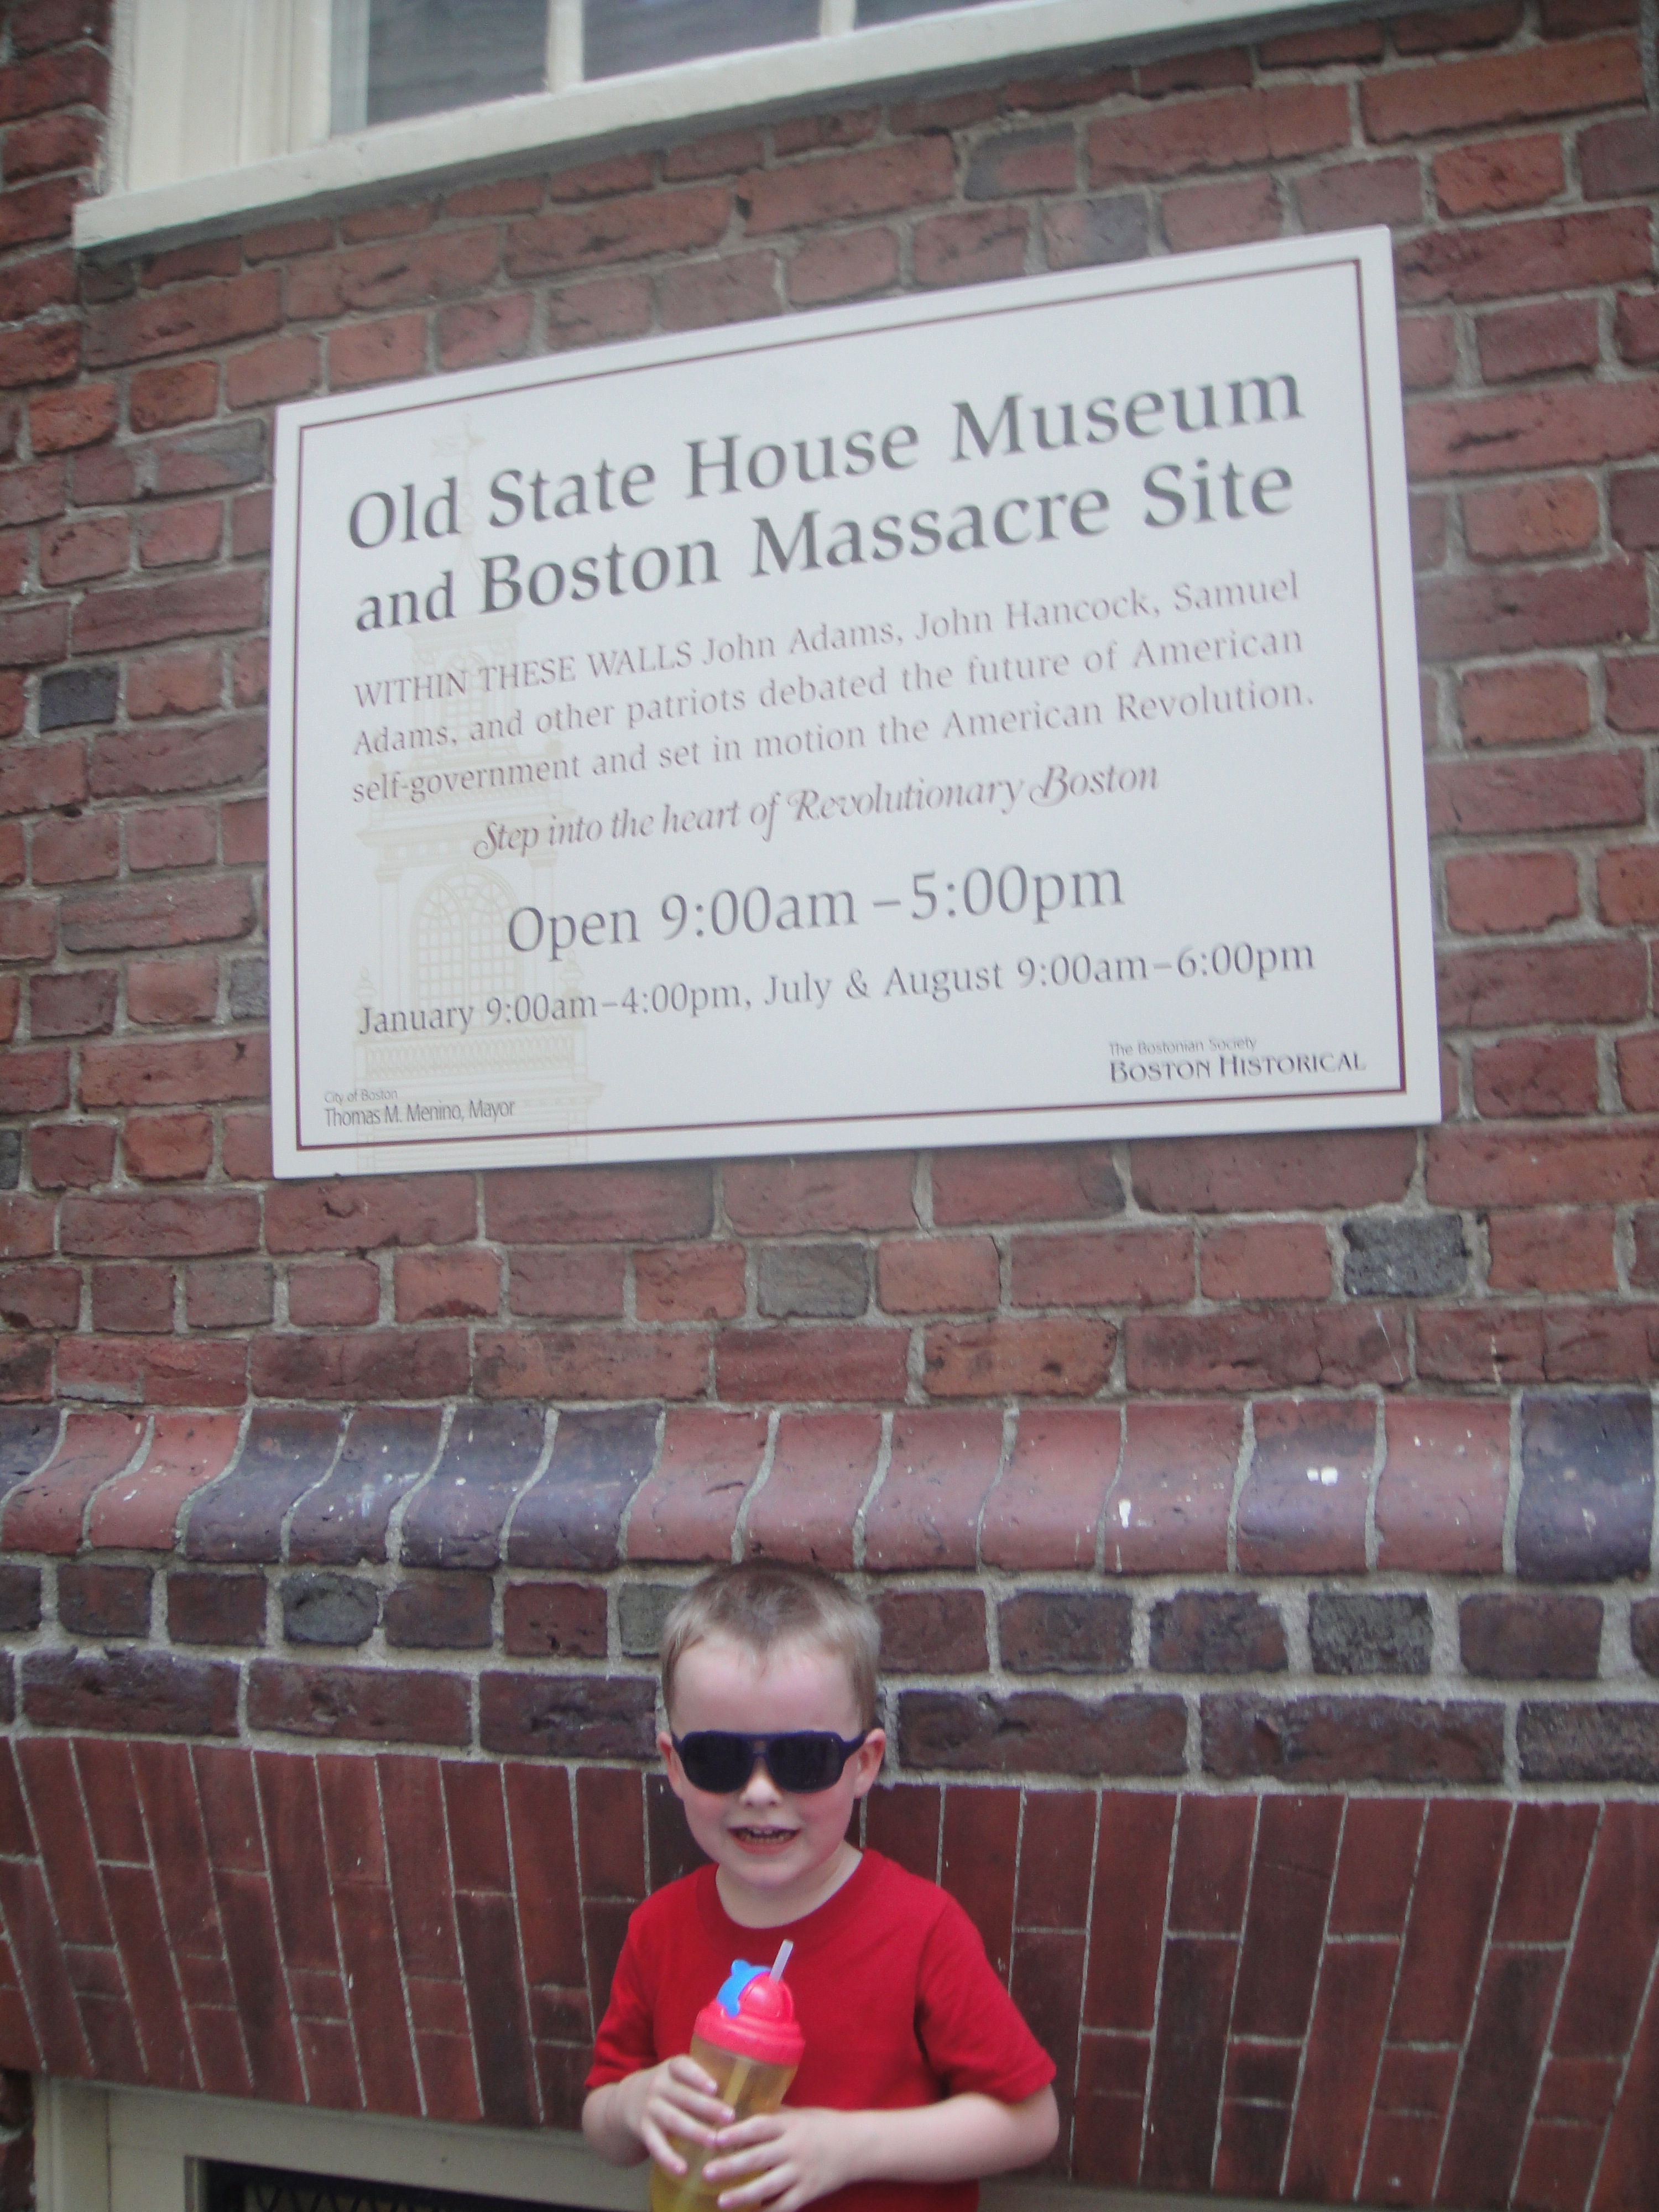 Old State House Museum
and Boston Massacre Site
WITHIN THESE WALLS John Adams, John Hancock, Samuel
Adams, and other patriots debated the future of American
self-government and set in motion the American Revolution.
Step into the heart of Revolutionary Boston
Open 9:00am – 5:00pm
January 9:00am–4:00pm, July & August 9:00am–6:00pm
City of Boston
Thomas M. Menino, Mayor
The Bostonian Society
BOSTON HISTORICAL